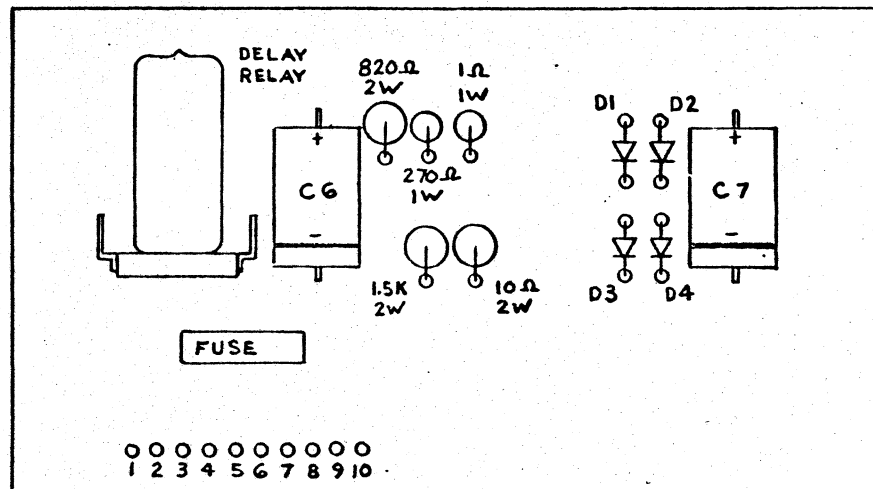 DELAY
RELAY
820Ω
2W
1Ω
1W
D1
D2
+
C6
-
270Ω
1W
+
C7
-
1.5K
2W
10Ω
2W
D3
D4
FUSE
1 2 3 4 5 6 7 8 9 10